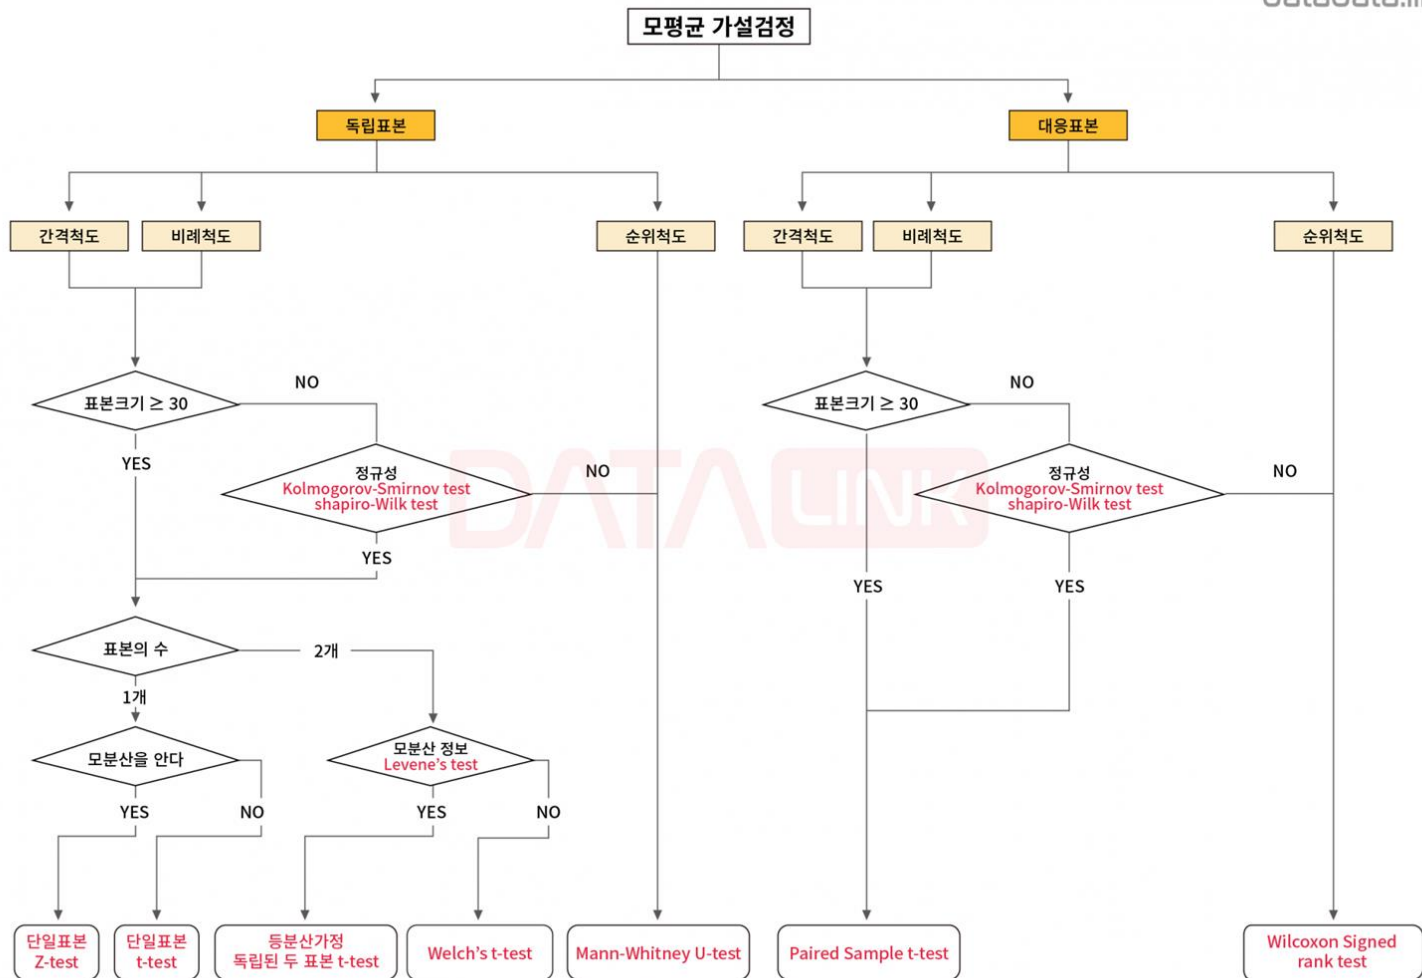 모평균 가설검정
독립표본
대응표본
간격척도
비례척도
순위척도
간격척도
비례척도
순위척도
표본크기 ≥ 30
NO
표본크기 ≥ 30
NO
YES
정규성
Kolmogorov-Smirnov test
shapiro-Wilk test
NO
정규성
Kolmogorov-Smirnov test
shapiro-Wilk test
NO
DATA LINK
YES
YES
YES
표본의 수
2개
1개
모분산을 안다
모분산 정보
Levene's test
YES
NO
YES
NO
단일표본
Z-test
단일표본
t-test
등분산가정
독립된 두 표본 t-test
Welch's t-test
Mann-Whitney U-test
Paired Sample t-test
Wilcoxon Signed
rank test